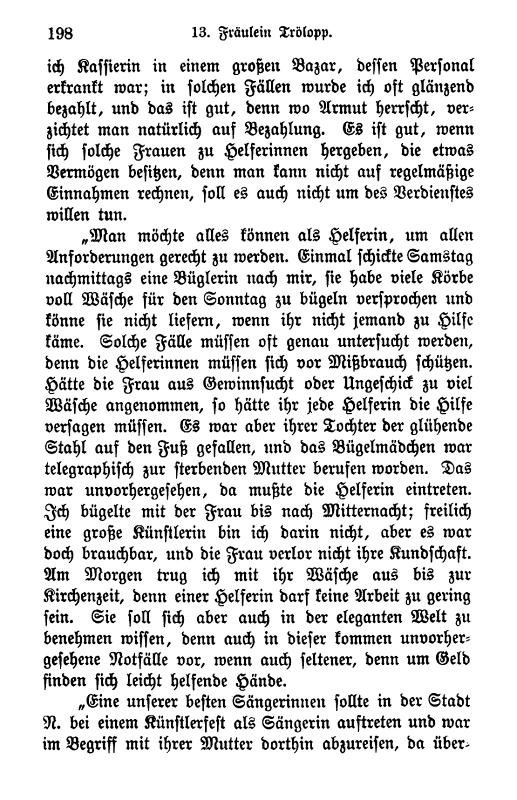 198 13. Fräulein Trölopp.
ich Kassierin in einem großen Bazar, dessen Personal
erkrankt war; in solchen Fällen wurde ich oft glänzend
bezahlt, und das ist gut, denn wo Armut herrscht, ver-
zichtet man natürlich auf Bezahlung. Es ist gut, wenn
sich solche Frauen zu Helferinnen hergeben, die etwas
Vermögen besitzen, denn man kann nicht auf regelmäßige
Einnahmen rechnen, soll es auch nicht um des Verdienstes
willen tun.
„Man möchte alles können als Helferin, um allen
Anforderungen gerecht zu werden. Einmal schickte Samstag
nachmittags eine Büglerin nach mir, sie habe viele Körbe
voll Wäsche für den Sonntag zu bügeln versprochen und
könne sie nicht liefern, wenn ihr nicht jemand zu Hilfe
käme. Solche Fälle müssen oft genau untersucht werden,
denn die Helferinnen müssen sich vor Mißbrauch schützen.
Hätte die Frau aus Gewinnsucht oder Ungeschick zu viel
Wäsche angenommen, so hätte ihr jede Helferin die Hilfe
versagen müssen. Es war aber ihrer Tochter der glühende
Stahl auf den Fuß gefallen, und das Bügelmädchen war
telegraphisch zur sterbenden Mutter berufen worden. Das
war unvorhergesehen, da mußte die Helferin eintreten.
Ich bügelte mit der Frau bis nach Mitternacht; freilich
eine große Künstlerin bin ich darin nicht, aber es war
doch brauchbar, und die Frau verlor nicht ihre Kundschaft.
Am Morgen trug ich mit ihr Wäsche aus bis zur
Kirchenzeit, denn einer Helferin darf keine Arbeit zu gering
sein. Sie soll sich aber auch in der eleganten Welt zu
benehmen wissen, denn auch in dieser kommen unvorher-
gesehene Notfälle vor, wenn auch seltener, denn um Geld
finden sich leicht helfende Hände.
„Eine unserer besten Sängerinnen sollte in der Stadt
N. bei einem Künstlerfest als Sängerin auftreten und war
im Begriff mit ihrer Mutter dorthin abzureisen, da über-